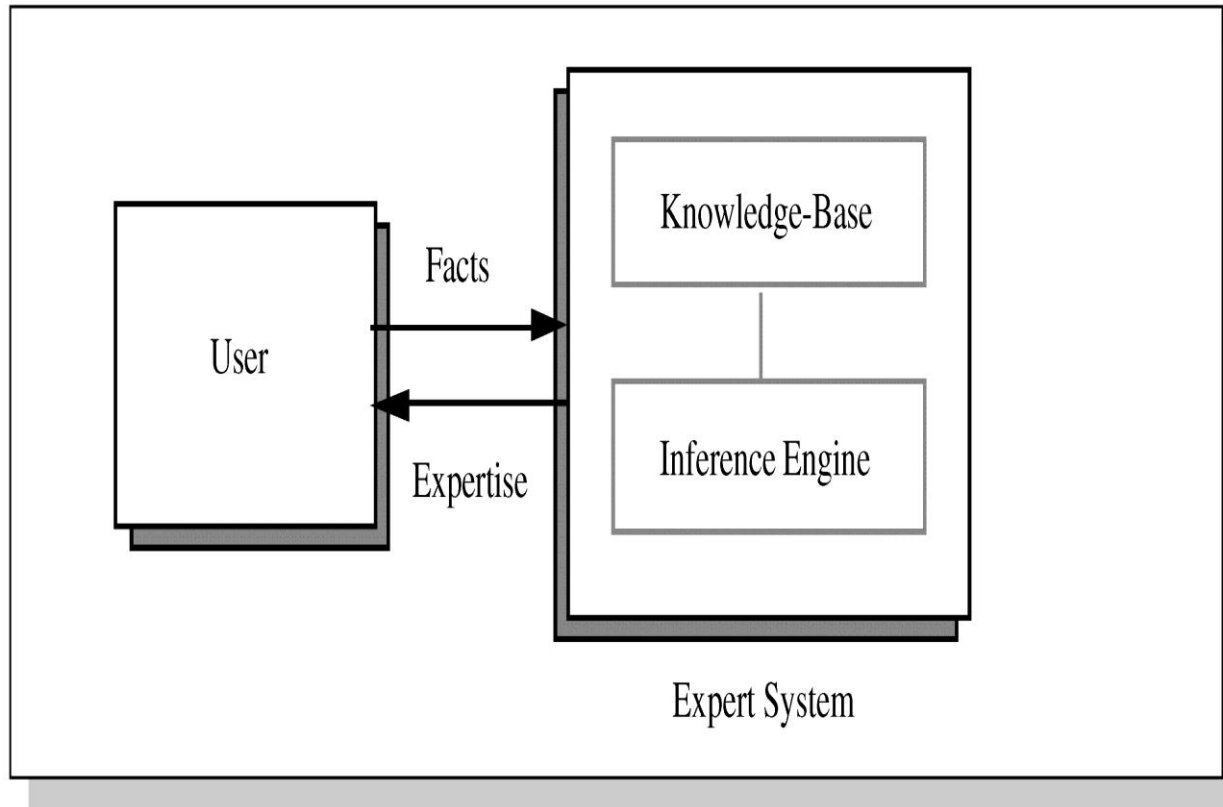 Knowledge-Base
Facts
User
Inference Engine
Expertise
Expert System